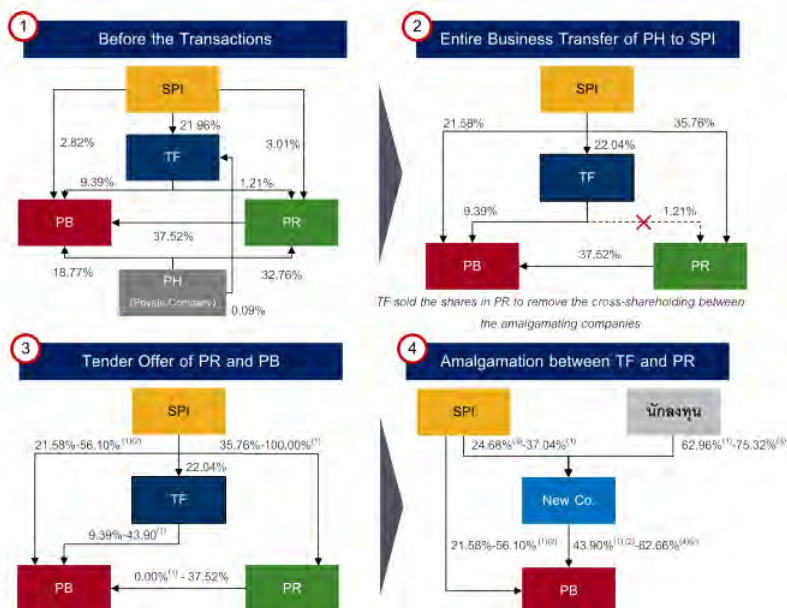 1
Before the Transactions
SPI
21.96%
2.82%
3.01%
TF
9.39%
1.21%
PB
PR
37.52%
18.77%
PH
(Private Company)
32.76%
0.09%
2
Entire Business Transfer of PH to SPI
SPI
21.58%
35.76%
22.04%
TF
9.39%
1.21%
37.52%
PB
PR
TF sold the shares in PR to remove the cross-shareholding between
the amalgamating companies
3
Tender Offer of PR and PB
SPI
21.58%-56.10%(1)(2)
35.76%-100.00%
22.04%
TF
9.39%-43.90(1)
PB
0.00%(1) - 37.52%
PR
4
Amalgamation between TF and PR
SPI
นักลงทุน
24.68%(3)-37.04%(1)
62.96%(1)-75.32%(3)
New Co.
21.58%-56.10%(1)(2)
43.90%(1)(2)-62.66%
PB